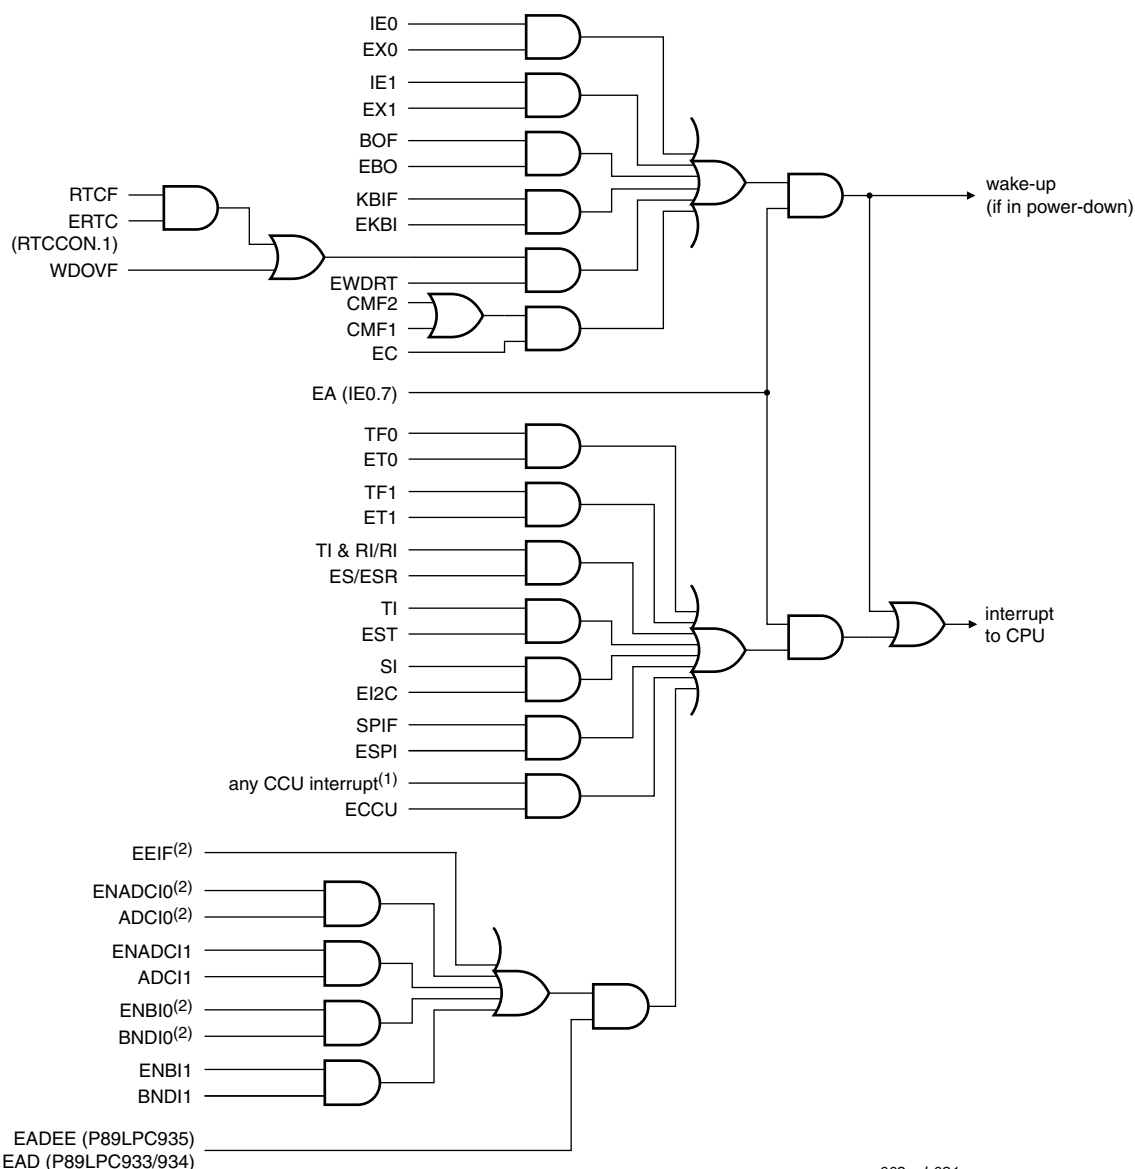 IE0
EX0
IE1
EX1
BOF
EBO
KBIF
EKBI
RTCF
ERTC
(RTCCON.1)
WDOVF
EWDRT
CMF2
CMF1
EC
wake-up
(if in power-down)
EA (IE0.7)
TF0
ET0
TF1
ET1
TI & RI/RI
ES/ESR
TI
EST
SI
EI2C
SPIF
ESPI
any CCU interrupt(1)
ECCU
interrupt
to CPU
EEIF(2)
ENADCI0(2)
ADCI0(2)
ENADCI1
ADCI1
ENBI0(2)
BNDI0(2)
ENBI1
BNDI1
EADEE (P89LPC935)
EAD (P89LPC933/934)